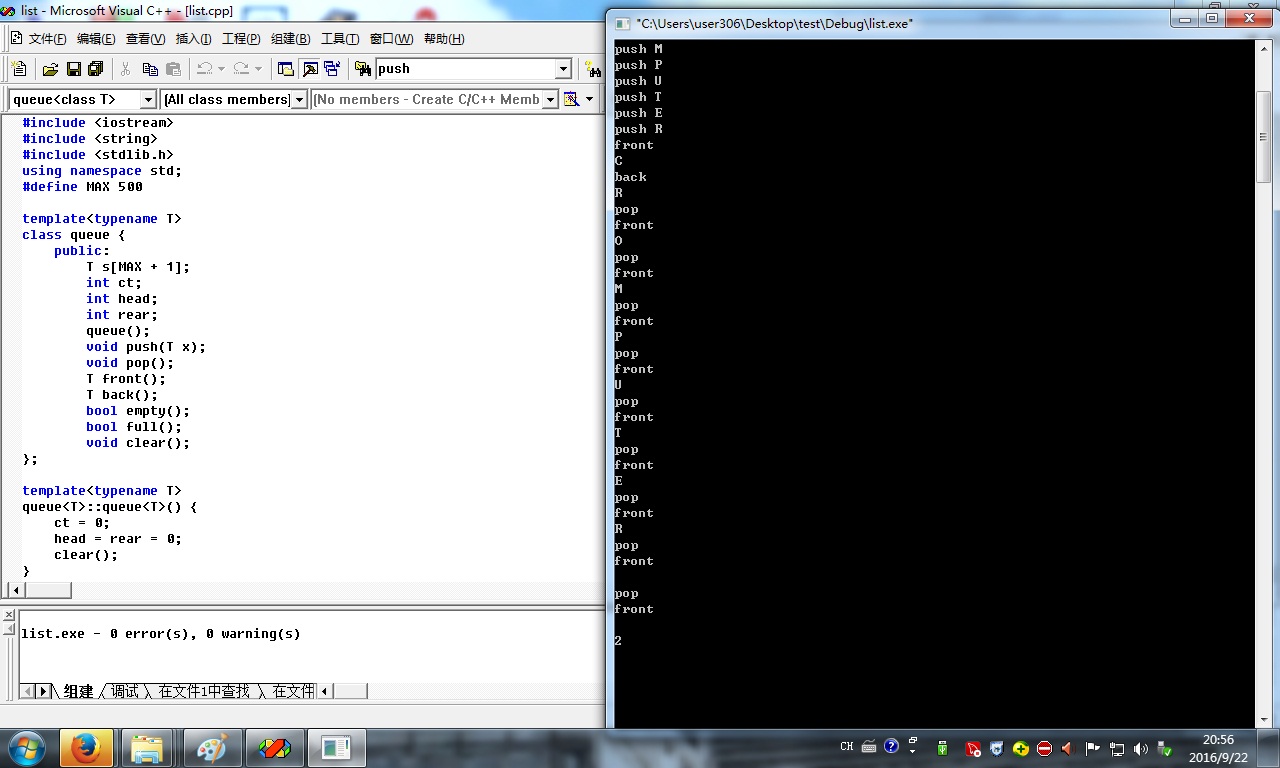 list - Microsoft Visual C++ - [list.cpp]
文件(F) 编辑(E) 查看(V) 插入(I) 工程(P) 组建(B) 工具(T) 窗口(W) 帮助(H)
push
queue<class T> (All class members) (No members - Create C/C++ Memb
#include <iostream>
#include <string>
#include <stdlib.h>
using namespace std;
#define MAX 500
template<typename T>
class queue {
public:
T s[MAX + 1];
int ct;
int head;
int rear;
queue();
void push(T x);
void pop();
T front();
T back();
bool empty();
bool full();
void clear();
};
template<typename T>
queue<T>::queue<T>() {
ct = 0;
head = rear = 0;
clear();
}
list.exe - 0 error(s), 0 warning(s)
组建 调试 在文件1中查找 在文件
"C:\Users\user306\Desktop\test\Debug\list.exe"
push M
push P
push U
push T
push E
push R
front
C
back
R
pop
front
O
pop
front
M
pop
front
P
pop
front
U
pop
front
T
pop
front
E
pop
front
R
pop
front
pop
front
2
CH
20:56
2016/9/22